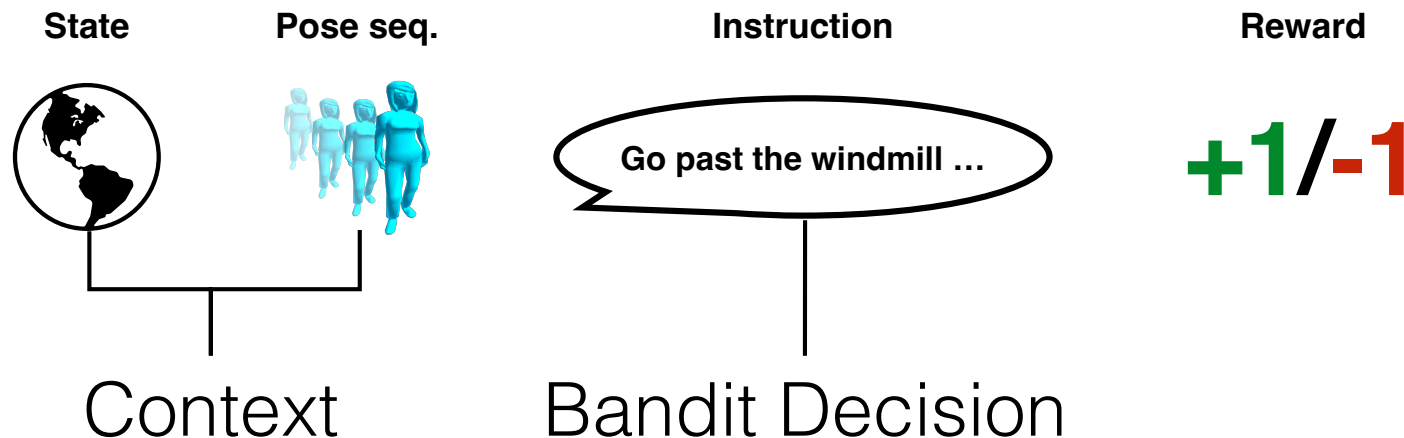 State
Pose seq.
Instruction
Reward
Go past the windmill …
+1/-1
Context
Bandit Decision